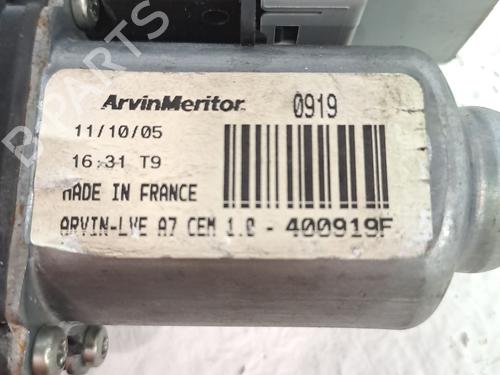 ArvinMeritor. 0919
11/10/05
16:31 T9
MADE IN FRANCE
ARVIN-LVE A7 CEM 1.0 - 400919F